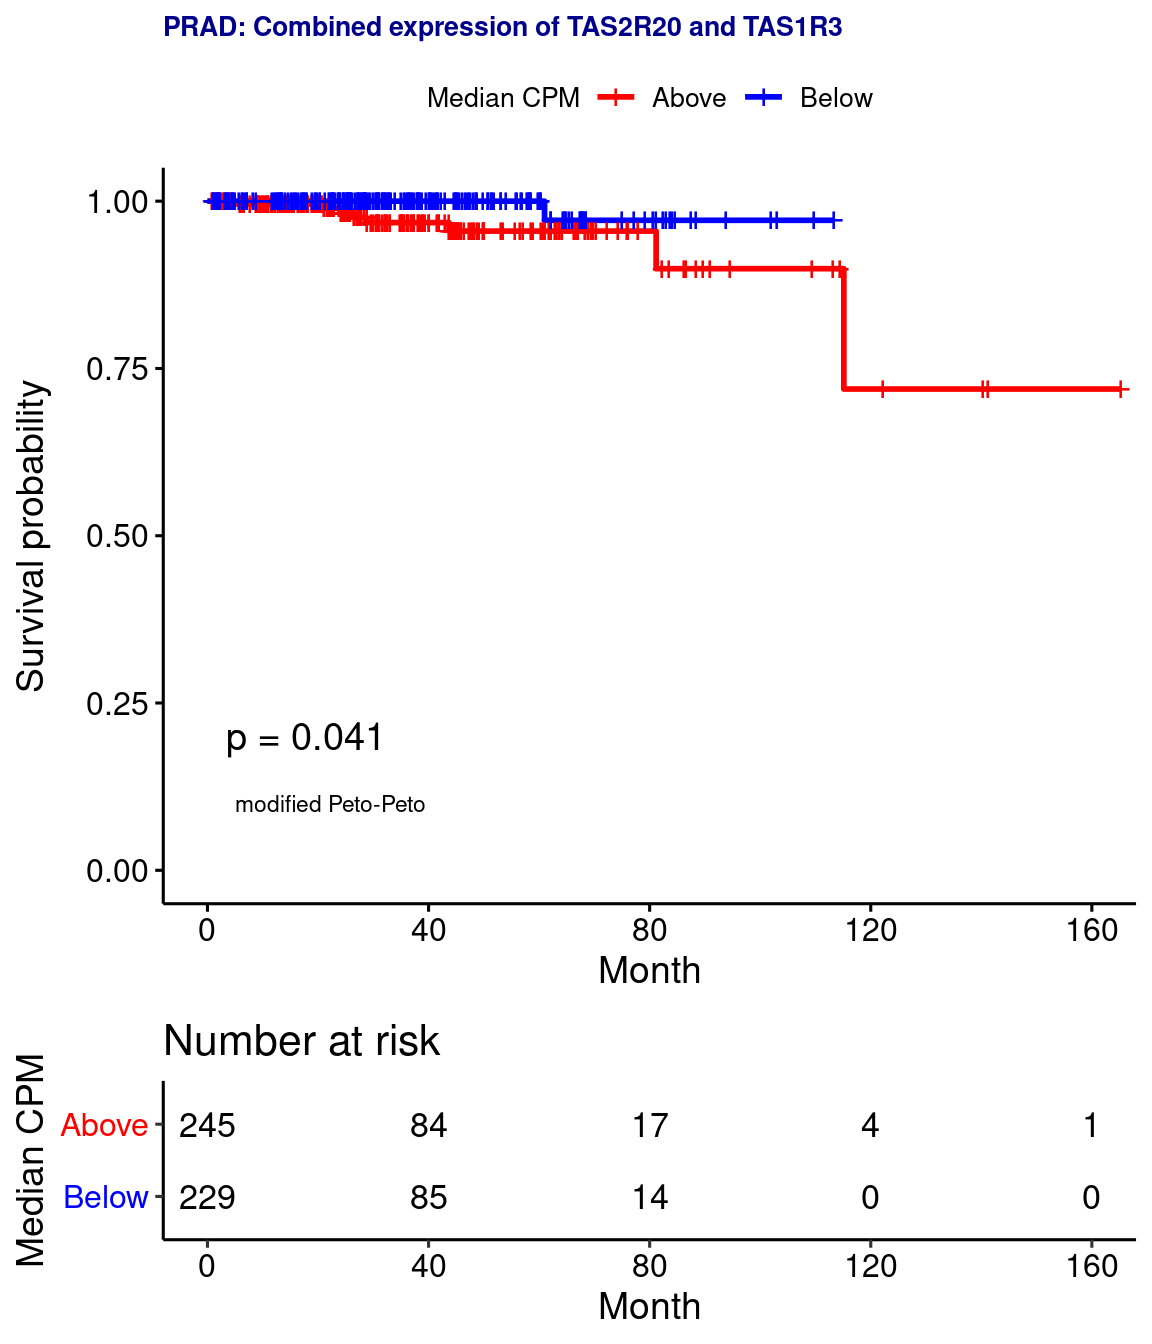 PRAD: Combined expression of TAS2R20 and TAS1R3
Median CPM Above Below
1.00
0.75
0.50
0.25
0.00
Survival probability
p = 0.041
modified Peto-Peto
0 40 80 120 160
Month
Number at risk
Median CPM
Above 245 84 17 4 1
Below 229 85 14 0 0
0 40 80 120 160
Month